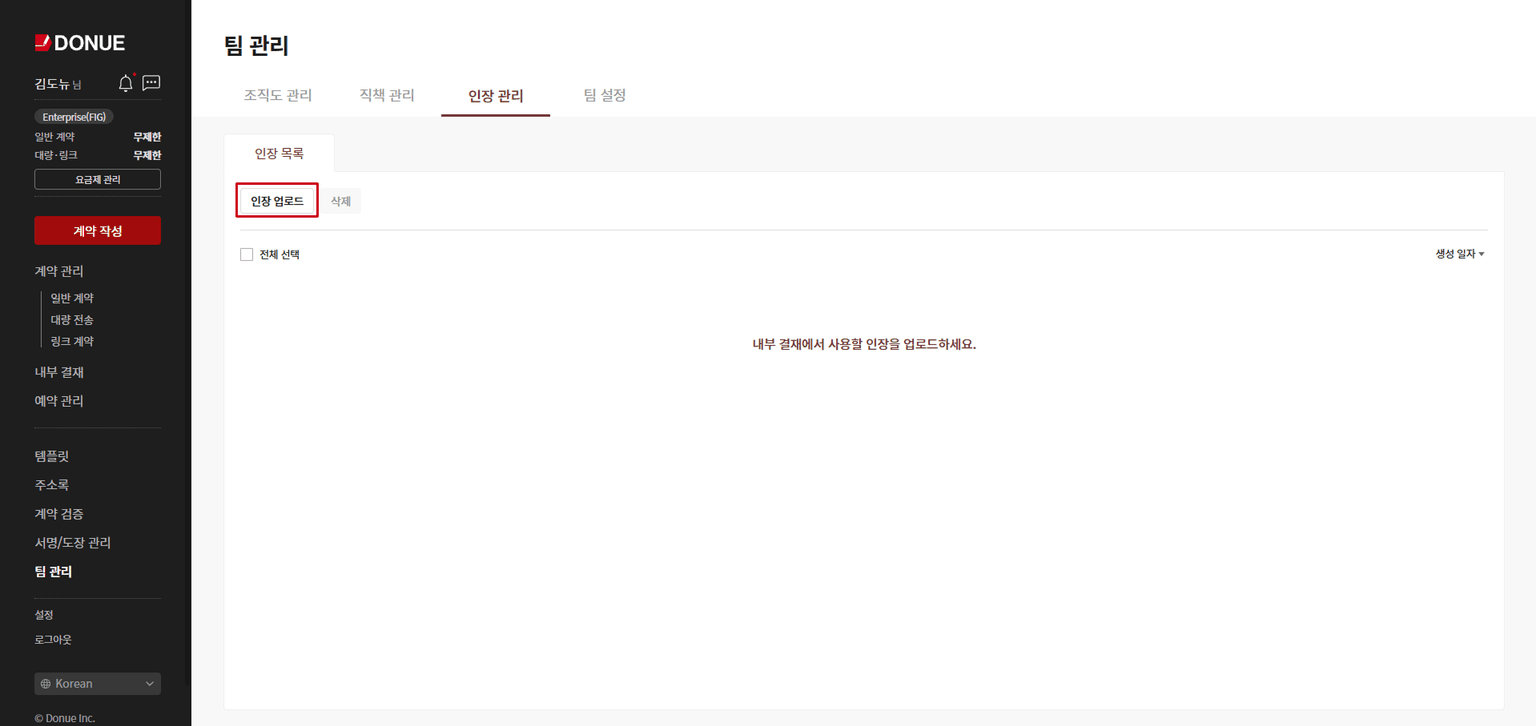 DONUE
김도뉴 님
Enterprise(FIG)
일반 계약 무제한
대량·링크 무제한
요금제 관리
계약 작성
계약 관리
일반 계약
대량 전송
링크 계약
내부 결재
예약 관리
템플릿
주소록
계약 검증
서명/도장 관리
팀 관리
설정
로그아웃
Korean
© Donue Inc.
팀 관리
조직도 관리 직책 관리 인장 관리 팀 설정
인장 목록
인장 업로드 삭제
전체 선택 생성 일자
내부 결재에서 사용할 인장을 업로드하세요.